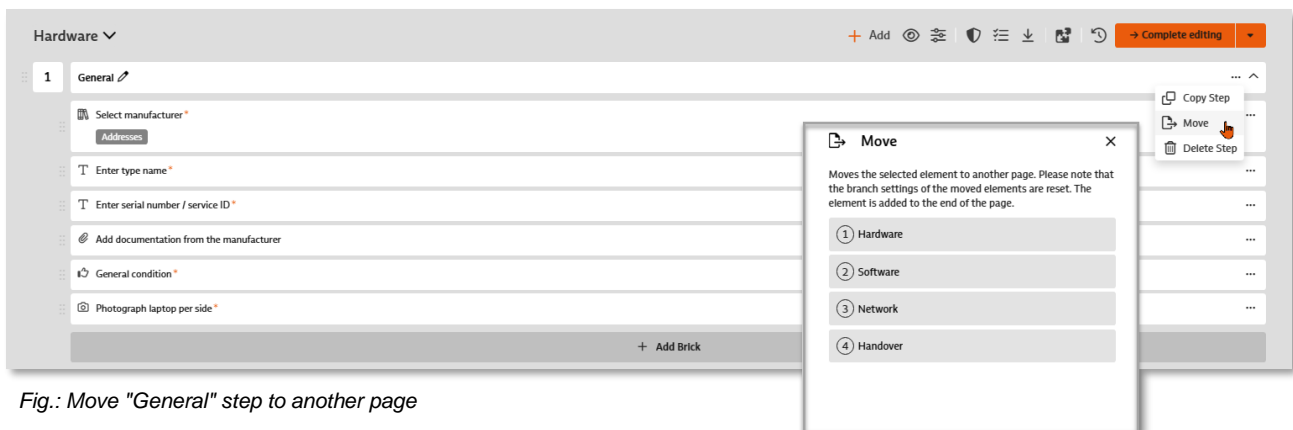 Hardware
Add
→ Complete editing
1
General
Copy Step
Move
Delete Step
Select manufacturer*
Addresses
Enter type name*
Enter serial number / service ID*
Add documentation from the manufacturer
General condition*
Photograph laptop per side*
+ Add Brick
Move
Moves the selected element to another page. Please note that
the branch settings of the moved elements are reset. The
element is added to the end of the page.
1 Hardware
2 Software
3 Network
4 Handover
Fig.: Move "General" step to another page